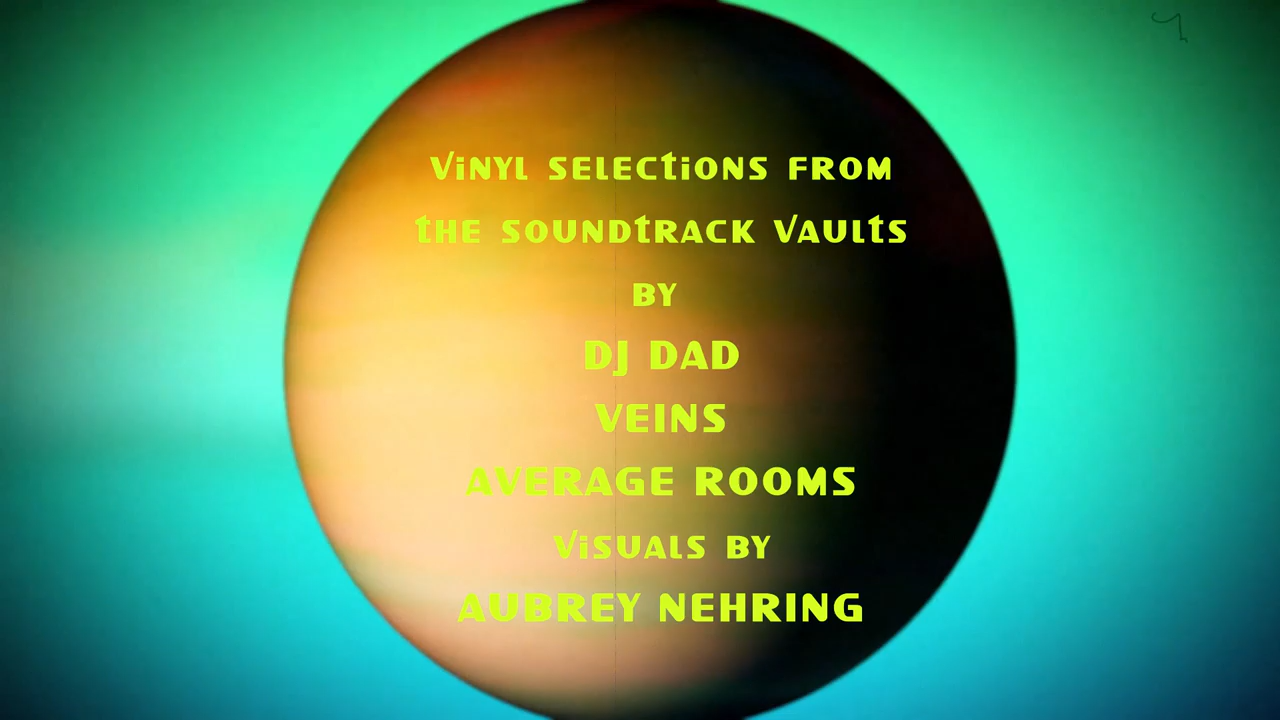 ViNYL SELECtiONS FROM
tHE SOUNDtRACK VAULtS
BY
DJ DAD
VEINS
AVERAGE ROOMS
ViSUALS BY
AUBREY NEHRING